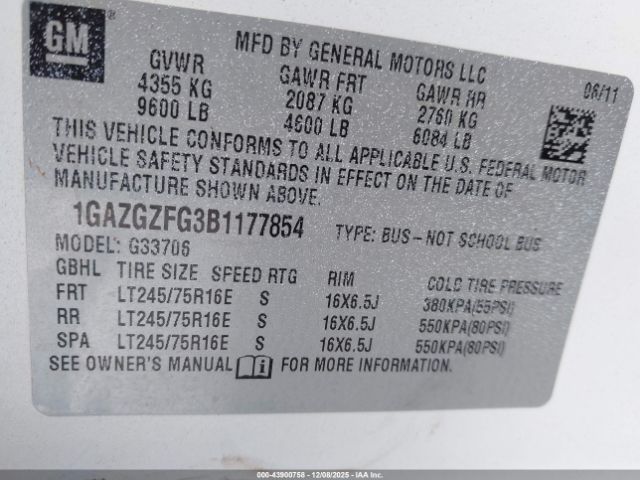 GM
MFD BY GENERAL MOTORS LLC
GVWR GAWR FRT GAWR RR 06/11
4355 KG 2087 KG 2760 KG
9600 LB 4600 LB 6084 LB
THIS VEHICLE CONFORMS TO ALL APPLICABLE U.S. FEDERAL MOTOR
VEHICLE SAFETY STANDARDS IN EFFECT ON THE DATE OF
MANUFACTURE SHOWN ABOVE.
1GAZGZFG3B1177854 TYPE: BUS-NOT SCHOOL BUS
MODEL: G33706
GBHL TIRE SIZE SPEED RTG RIM COLD TIRE PRESSURE
FRT LT245/75R16E S 16X6.5J 380KPA(55PSI)
RR LT245/75R16E S 16X6.5J 550KPA(80PSI)
SPA LT245/75R16E S 16X6.5J 550KPA(80PSI)
SEE OWNER'S MANUAL FOR MORE INFORMATION.
000-43900758 - 12/08/2025 - IAA, Inc.